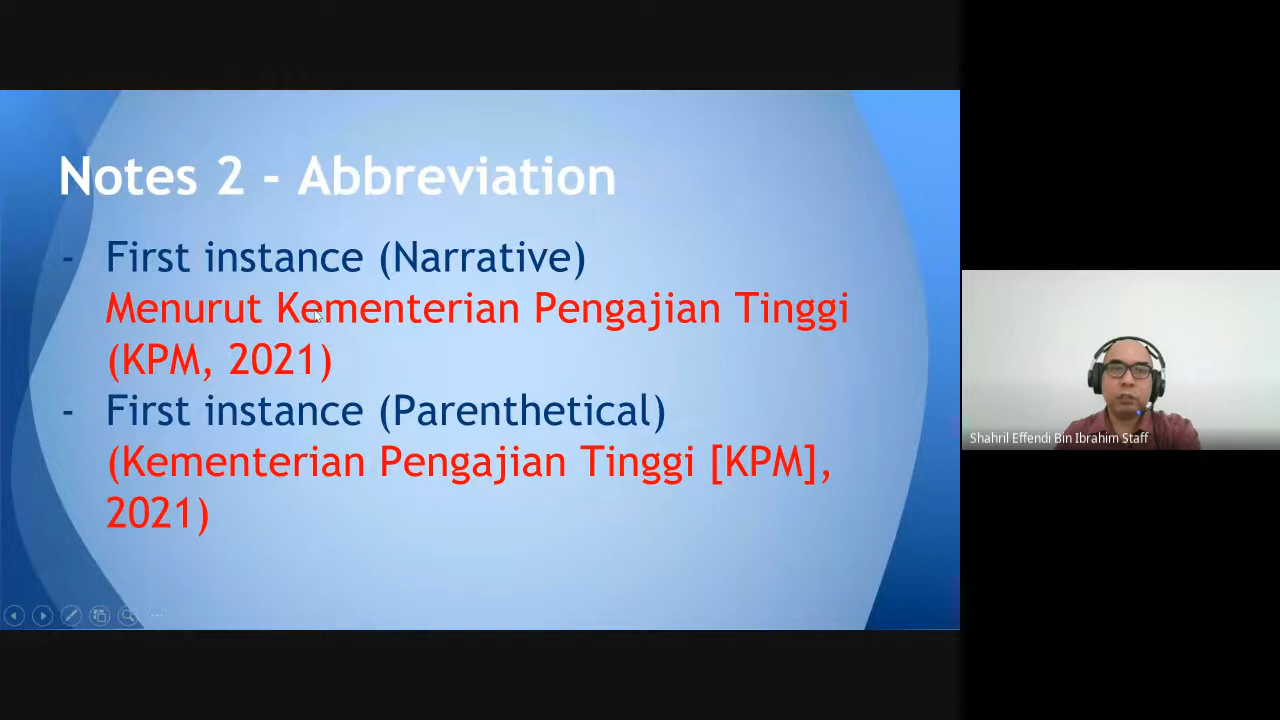 Notes 2 - Abbreviation
- First instance (Narrative)
Menurut Kementerian Pengajian Tinggi
(KPM, 2021)
- First instance (Parenthetical)
(Kementerian Pengajian Tinggi [KPM],
2021)
Shahril Effendi Bin Ibrahim Staff